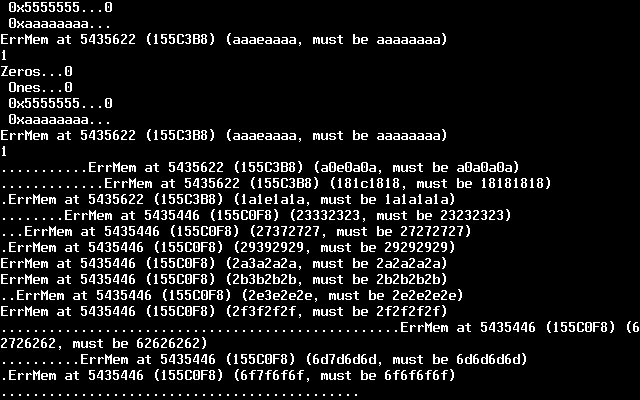 0x5555555...0
0xaaaaaaaa...
ErrMem at 5435622 (155C3B8) (aaaeaaaa, must be aaaaaaaa)
1
Zeros...0
Ones...0
0x5555555...0
0xaaaaaaaa...
ErrMem at 5435622 (155C3B8) (aaaeaaaa, must be aaaaaaaa)
1
...........ErrMem at 5435622 (155C3B8) (a0e0a0a, must be a0a0a0a)
.............ErrMem at 5435622 (155C3B8) (181c1818, must be 18181818)
.ErrMem at 5435622 (155C3B8) (1a1e1a1a, must be 1a1a1a1a)
........ErrMem at 5435446 (155C0F8) (23332323, must be 23232323)
...ErrMem at 5435446 (155C0F8) (27372727, must be 27272727)
.ErrMem at 5435446 (155C0F8) (29392929, must be 29292929)
ErrMem at 5435446 (155C0F8) (2a3a2a2a, must be 2a2a2a2a)
ErrMem at 5435446 (155C0F8) (2b3b2b2b, must be 2b2b2b2b)
..ErrMem at 5435446 (155C0F8) (2e3e2e2e, must be 2e2e2e2e)
ErrMem at 5435446 (155C0F8) (2f3f2f2f, must be 2f2f2f2f)
..................................................ErrMem at 5435446 (155C0F8) (6
2726262, must be 62626262)
..........ErrMem at 5435446 (155C0F8) (6d7d6d6d, must be 6d6d6d6d)
.ErrMem at 5435446 (155C0F8) (6f7f6f6f, must be 6f6f6f6f)
.............................................